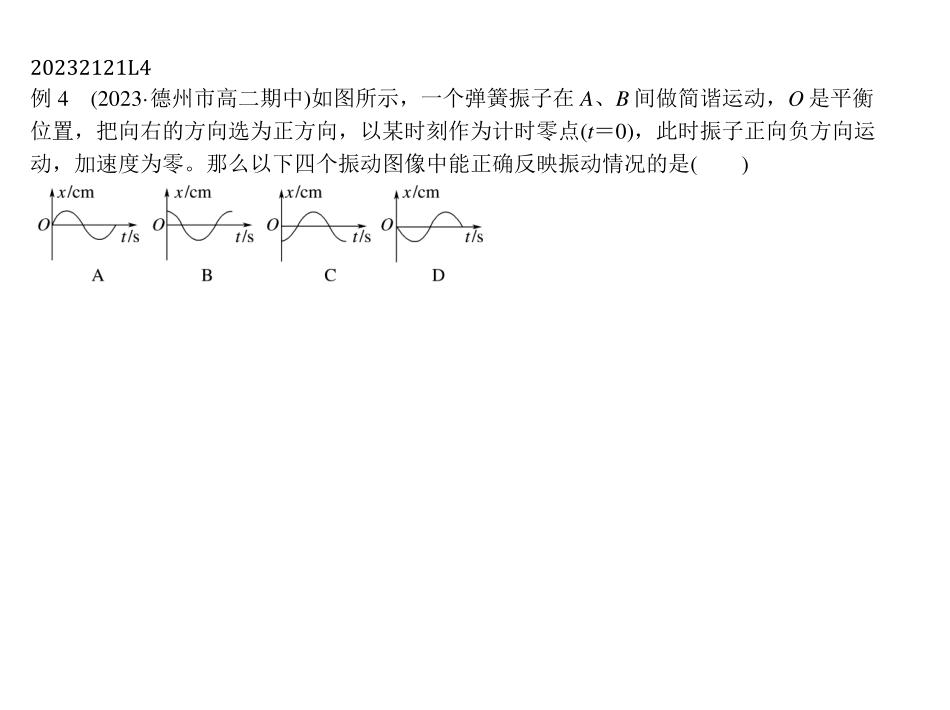 20232121L4
例 4　(2023·德州市高二期中)如图所示，一个弹簧振子在 A、B 间做简谐运动，O 是平衡
位置，把向右的方向选为正方向，以某时刻作为计时零点(t＝0)，此时振子正向负方向运
动，加速度为零。那么以下四个振动图像中能正确反映振动情况的是(　　)
x/cm x/cm x/cm x/cm
O O O O
t/s t/s t/s t/s
A B C D